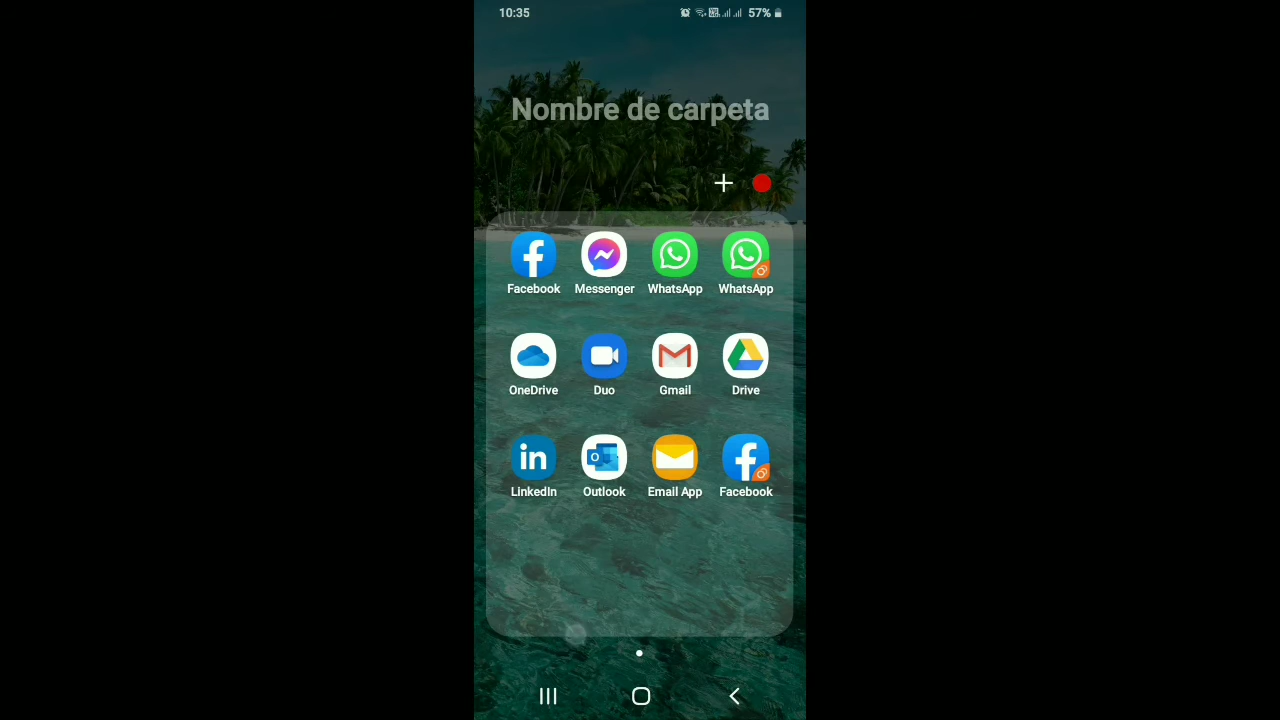 10:35
57%
Nombre de carpeta
Facebook
Messenger
WhatsApp
WhatsApp
OneDrive
Duo
Gmail
Drive
LinkedIn
Outlook
Email App
Facebook